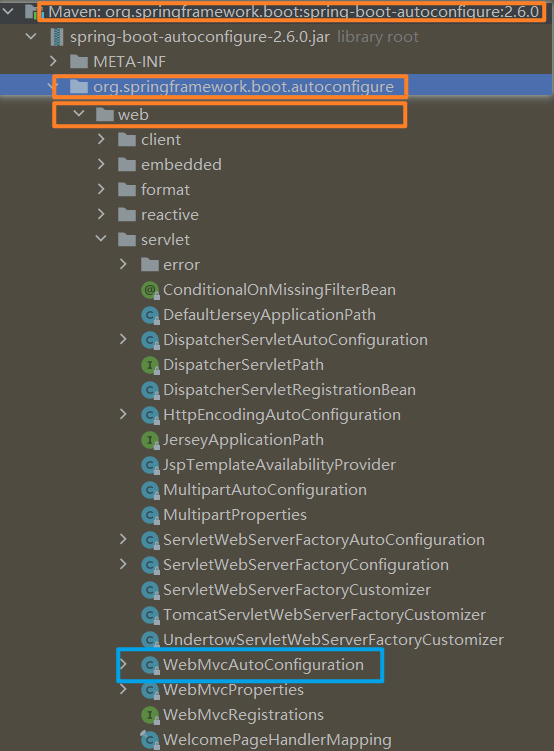 Maven: org.springframework.boot:spring-boot-autoconfigure:2.6.0
spring-boot-autoconfigure-2.6.0.jar library root
META-INF
org.springframework.boot.autoconfigure
web
client
embedded
format
reactive
servlet
error
ConditionalOnMissingFilterBean
DefaultJerseyApplicationPath
DispatcherServletAutoConfiguration
DispatcherServletPath
DispatcherServletRegistrationBean
HttpEncodingAutoConfiguration
JerseyApplicationPath
JspTemplateAvailabilityProvider
MultipartAutoConfiguration
MultipartProperties
ServletWebServerFactoryAutoConfiguration
ServletWebServerFactoryConfiguration
ServletWebServerFactoryCustomizer
TomcatServletWebServerFactoryCustomizer
UndertowServletWebServerFactoryCustomizer
WebMvcAutoConfiguration
WebMvcProperties
WebMvcRegistrations
WelcomePageHandlerMapping